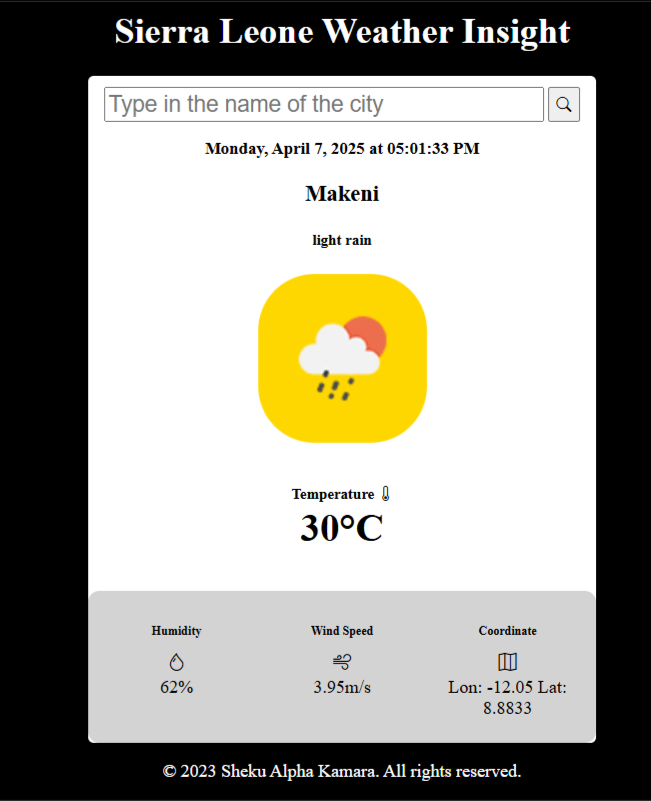 Sierra Leone Weather Insight
Type in the name of the city
Monday, April 7, 2025 at 05:01:33 PM
Makeni
light rain
Temperature
30°C
Humidity
62%
Wind Speed
3.95m/s
Coordinate
Lon: -12.05 Lat:
8.8833
© 2023 Sheku Alpha Kamara. All rights reserved.